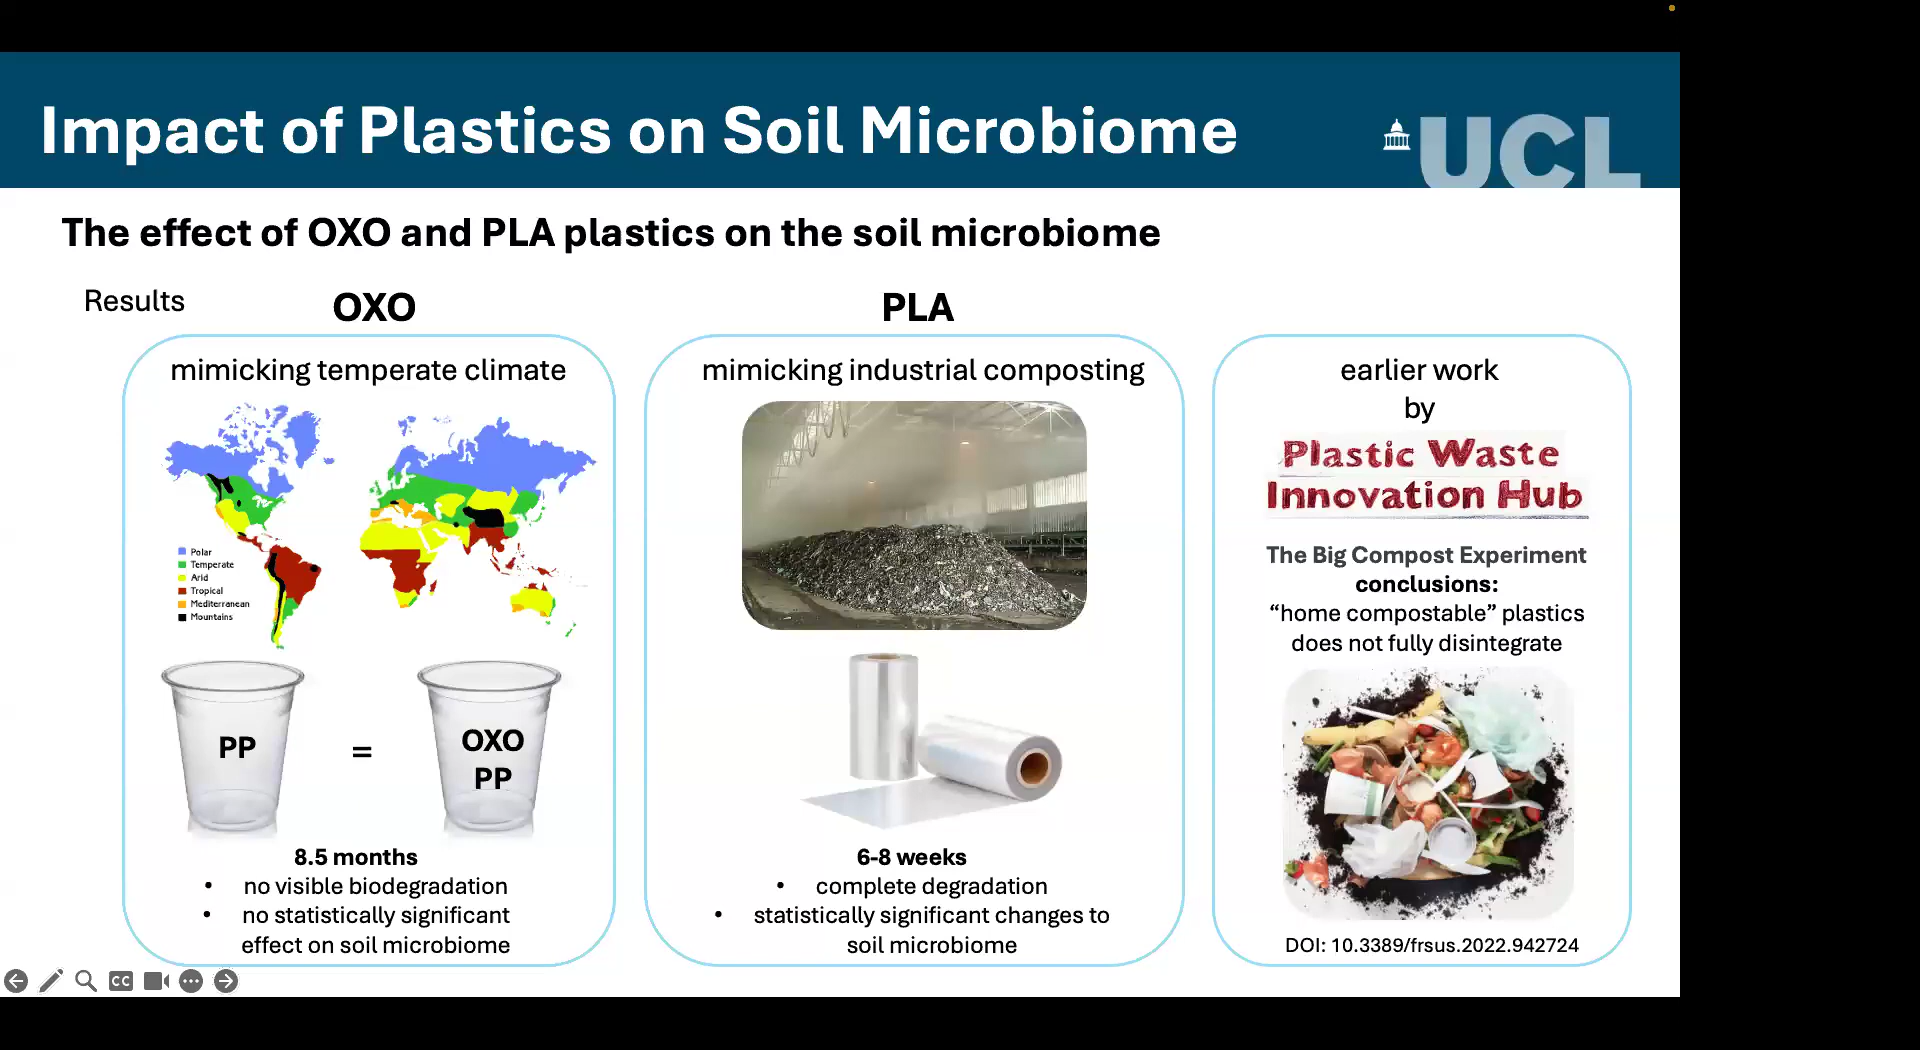 Impact of Plastics on Soil Microbiome
UCL
The effect of OXO and PLA plastics on the soil microbiome
Results
OXO
mimicking temperate climate
Polar
Temperate
Arid
Tropical
Mediterranean
Mountains
PP
=
OXO
PP
8.5 months
• no visible biodegradation
• no statistically significant
effect on soil microbiome
PLA
mimicking industrial composting
6-8 weeks
• complete degradation
• statistically significant changes to
soil microbiome
earlier work
by
Plastic Waste
Innovation Hub
The Big Compost Experiment
conclusions:
“home compostable” plastics
does not fully disintegrate
DOI: 10.3389/frsus.2022.942724
CC